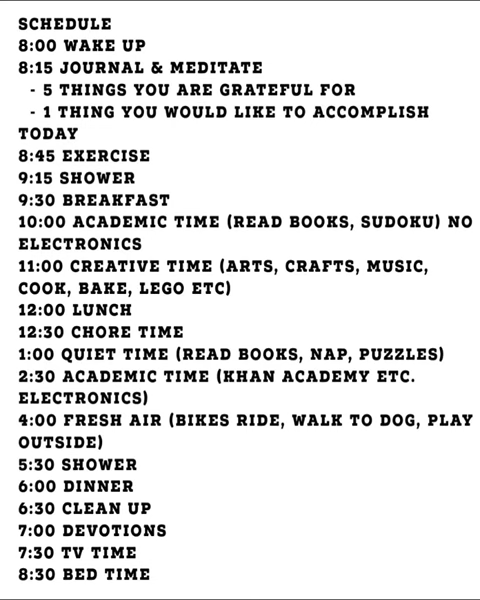 SCHEDULE
8:00 WAKE UP
8:15 JOURNAL & MEDITATE
- 5 THINGS YOU ARE GRATEFUL FOR
- 1 THING YOU WOULD LIKE TO ACCOMPLISH
TODAY
8:45 EXERCISE
9:15 SHOWER
9:30 BREAKFAST
10:00 ACADEMIC TIME (READ BOOKS, SUDOKU) NO
ELECTRONICS
11:00 CREATIVE TIME (ARTS, CRAFTS, MUSIC,
COOK, BAKE, LEGO ETC)
12:00 LUNCH
12:30 CHORE TIME
1:00 QUIET TIME (READ BOOKS, NAP, PUZZLES)
2:30 ACADEMIC TIME (KHAN ACADEMY ETC.
ELECTRONICS)
4:00 FRESH AIR (BIKES RIDE, WALK TO DOG, PLAY
OUTSIDE)
5:30 SHOWER
6:00 DINNER
6:30 CLEAN UP
7:00 DEVOTIONS
7:30 TV TIME
8:30 BED TIME